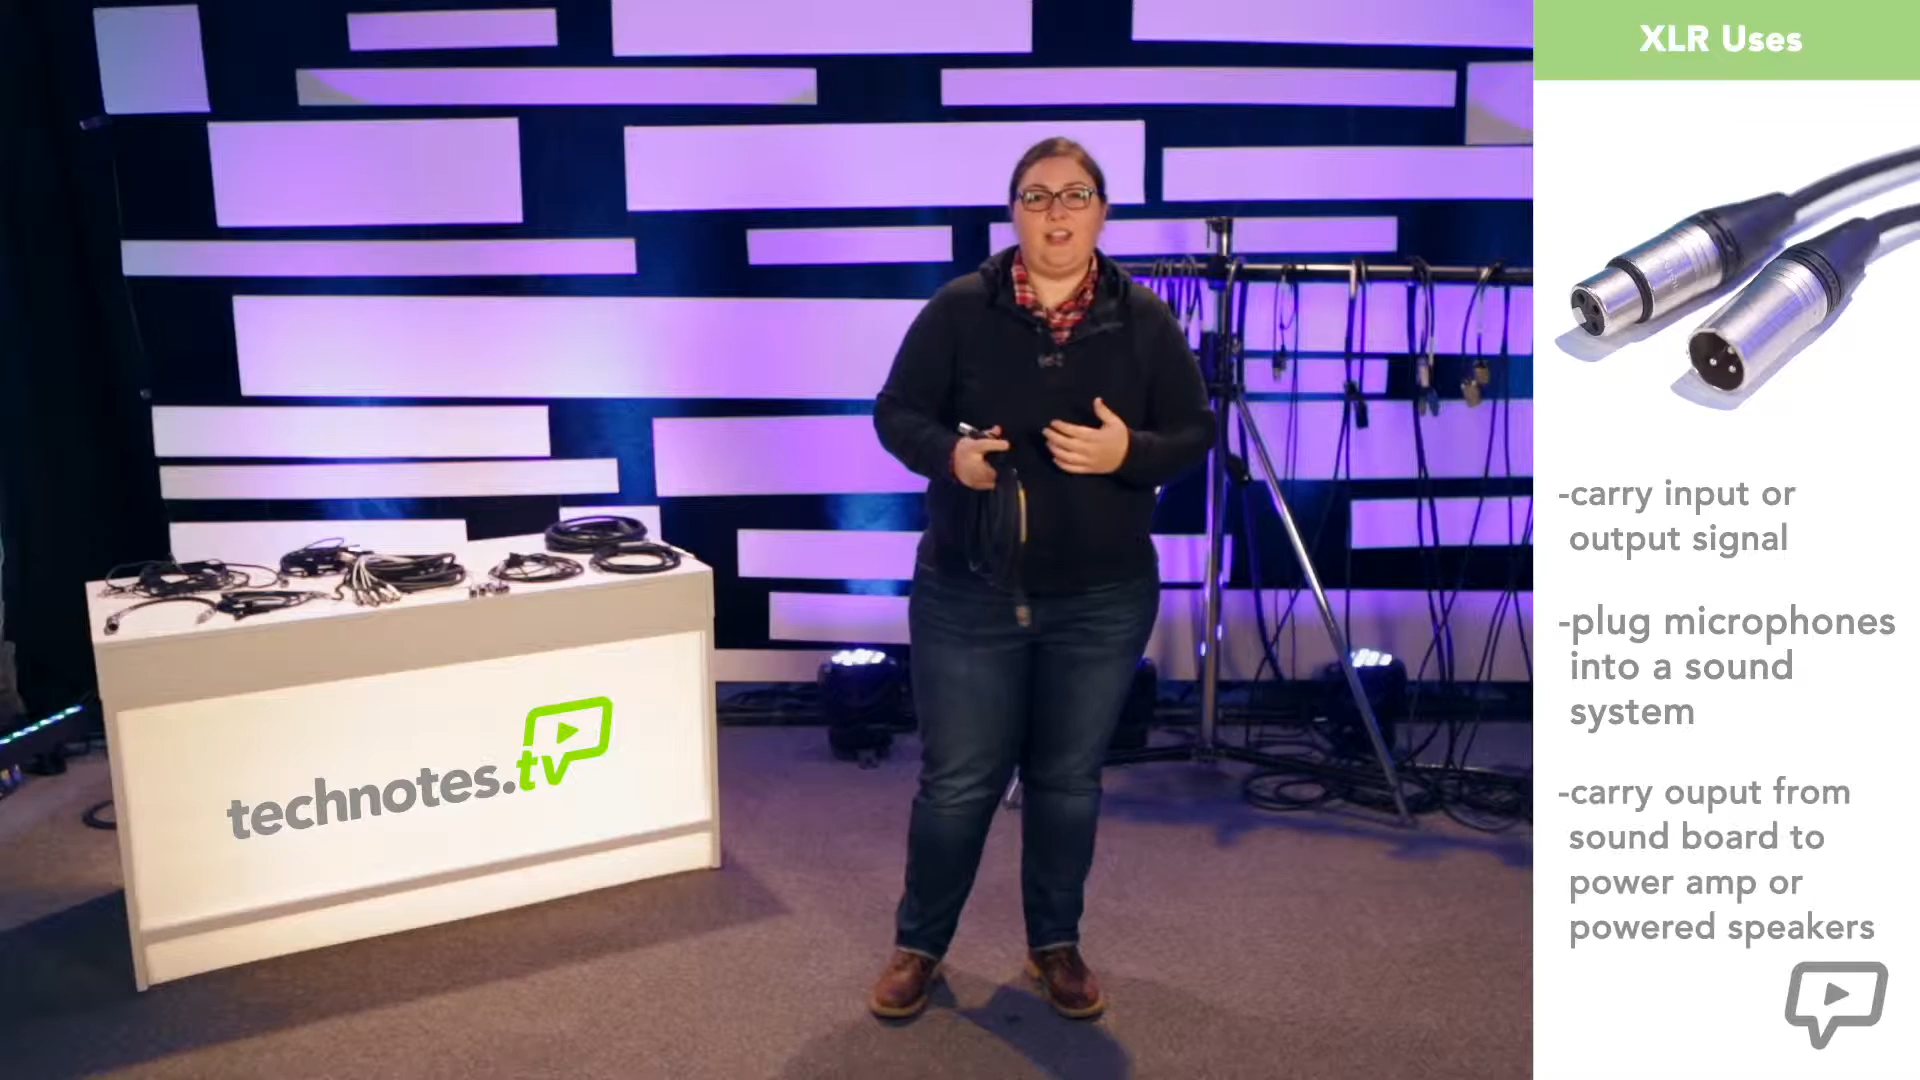 XLR Uses
-carry input or
output signal
-plug microphones
into a sound
system
-carry ouput from
sound board to
power amp or
powered speakers
technotes.tv